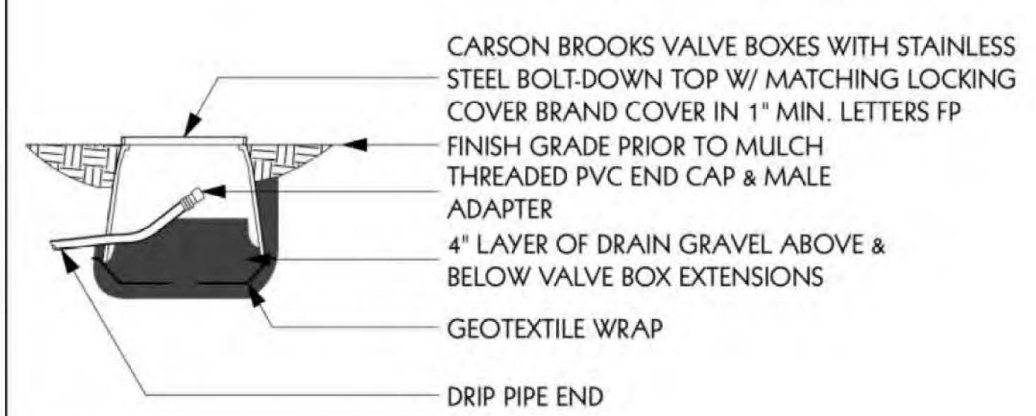 CARSON BROOKS VALVE BOXES WITH STAINLESS
STEEL BOLT-DOWN TOP W/ MATCHING LOCKING
COVER BRAND COVER IN 1" MIN. LETTERS FP
FINISH GRADE PRIOR TO MULCH
THREADED PVC END CAP & MALE
ADAPTER
4" LAYER OF DRAIN GRAVEL ABOVE &
BELOW VALVE BOX EXTENSIONS
GEOTEXTILE WRAP
DRIP PIPE END